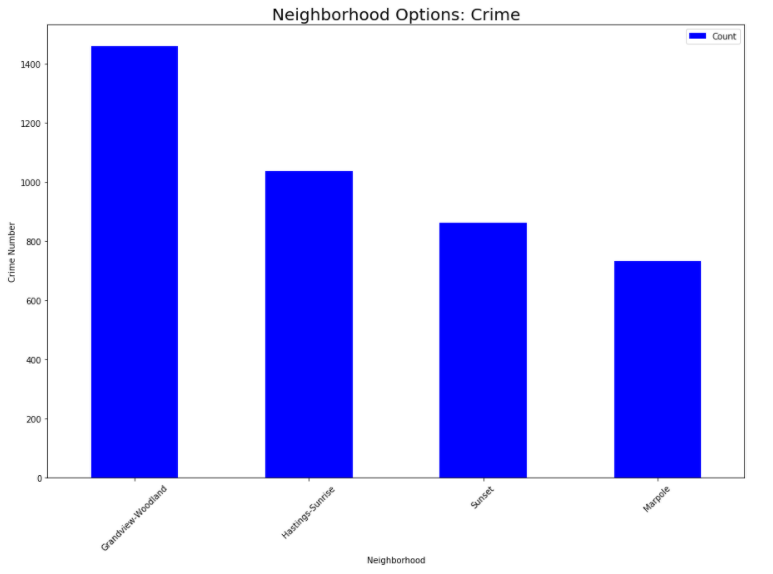 Neighborhood Options: Crime
Count
Crime Number
1400
1200
1000
800
600
400
200
0
Grandview-Woodland
Hastings-Sunrise
Sunset
Marpole
Neighborhood